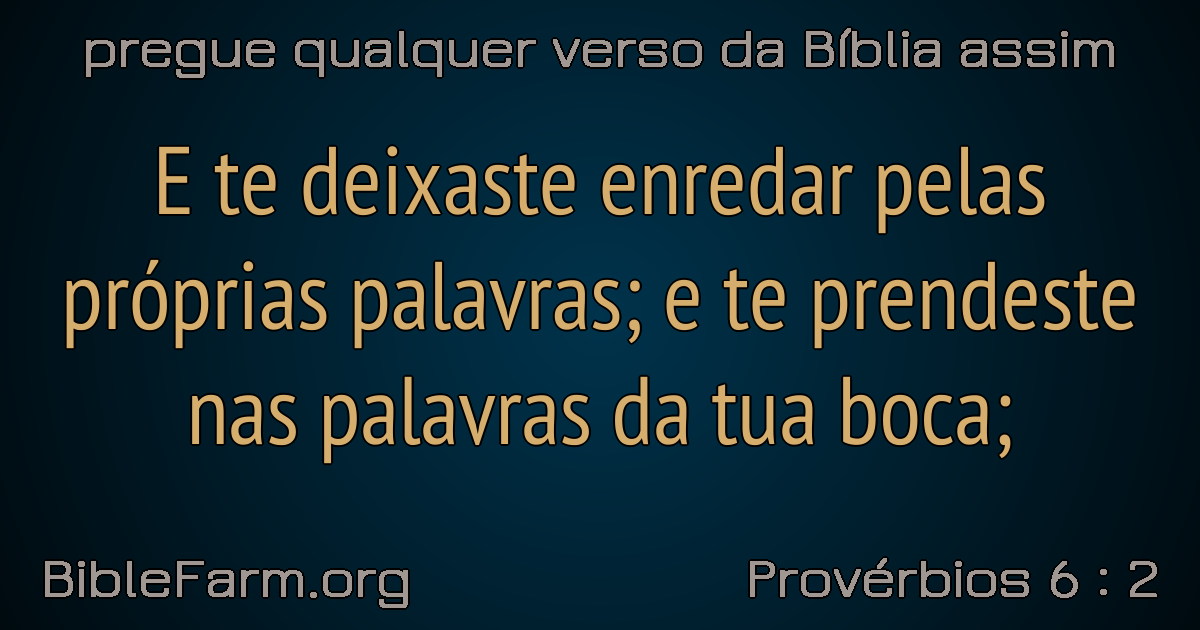 pregue qualquer verso da Bíblia assim
E te deixaste enredar pelas
próprias palavras; e te prendeste
nas palavras da tua boca;
BibleFarm.org
Provérbios 6 : 2